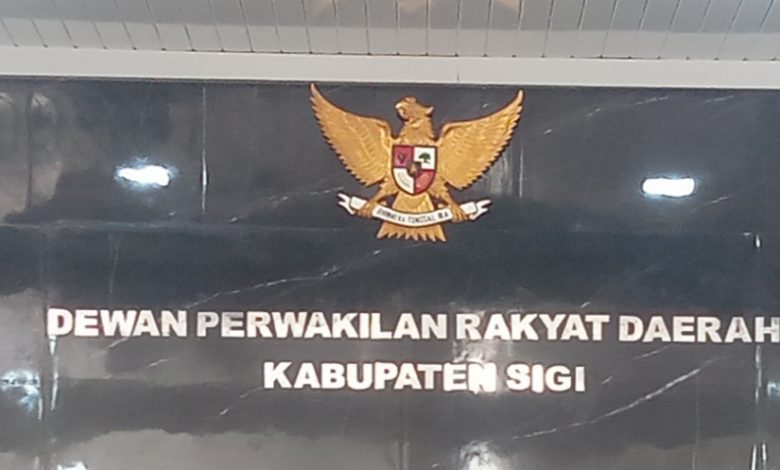 BHINNEKA TUNGGAL IKA
DEWAN PERWAKILAN RAKYAT DAERAH
KABUPATEN SIGI